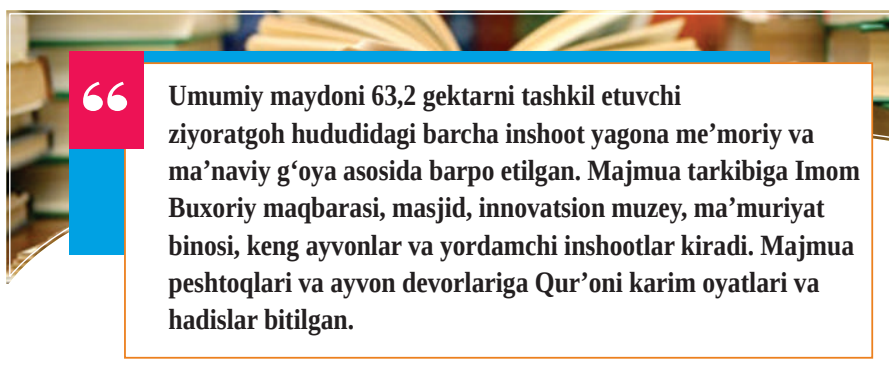 “
Umumiy maydoni 63,2 gektarni tashkil etuvchi
ziyoratgoh hududidagi barcha inshoot yagona me’moriy va
ma’naviy g‘oya asosida barpo etilgan. Majmua tarkibiga Imom
Buxoriy maqbarasi, masjid, innovatsion muzey, ma’muriyat
binosi, keng ayvonlar va yordamchi inshootlar kiradi. Majmua
peshtoqlari va ayvon devorlariga Qur’oni karim oyatlari va
hadislar bitilgan.